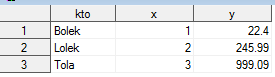 kto x y
1 Bolek 1 22.4
2 Lolek 2 245.99
3 Tola 3 999.09